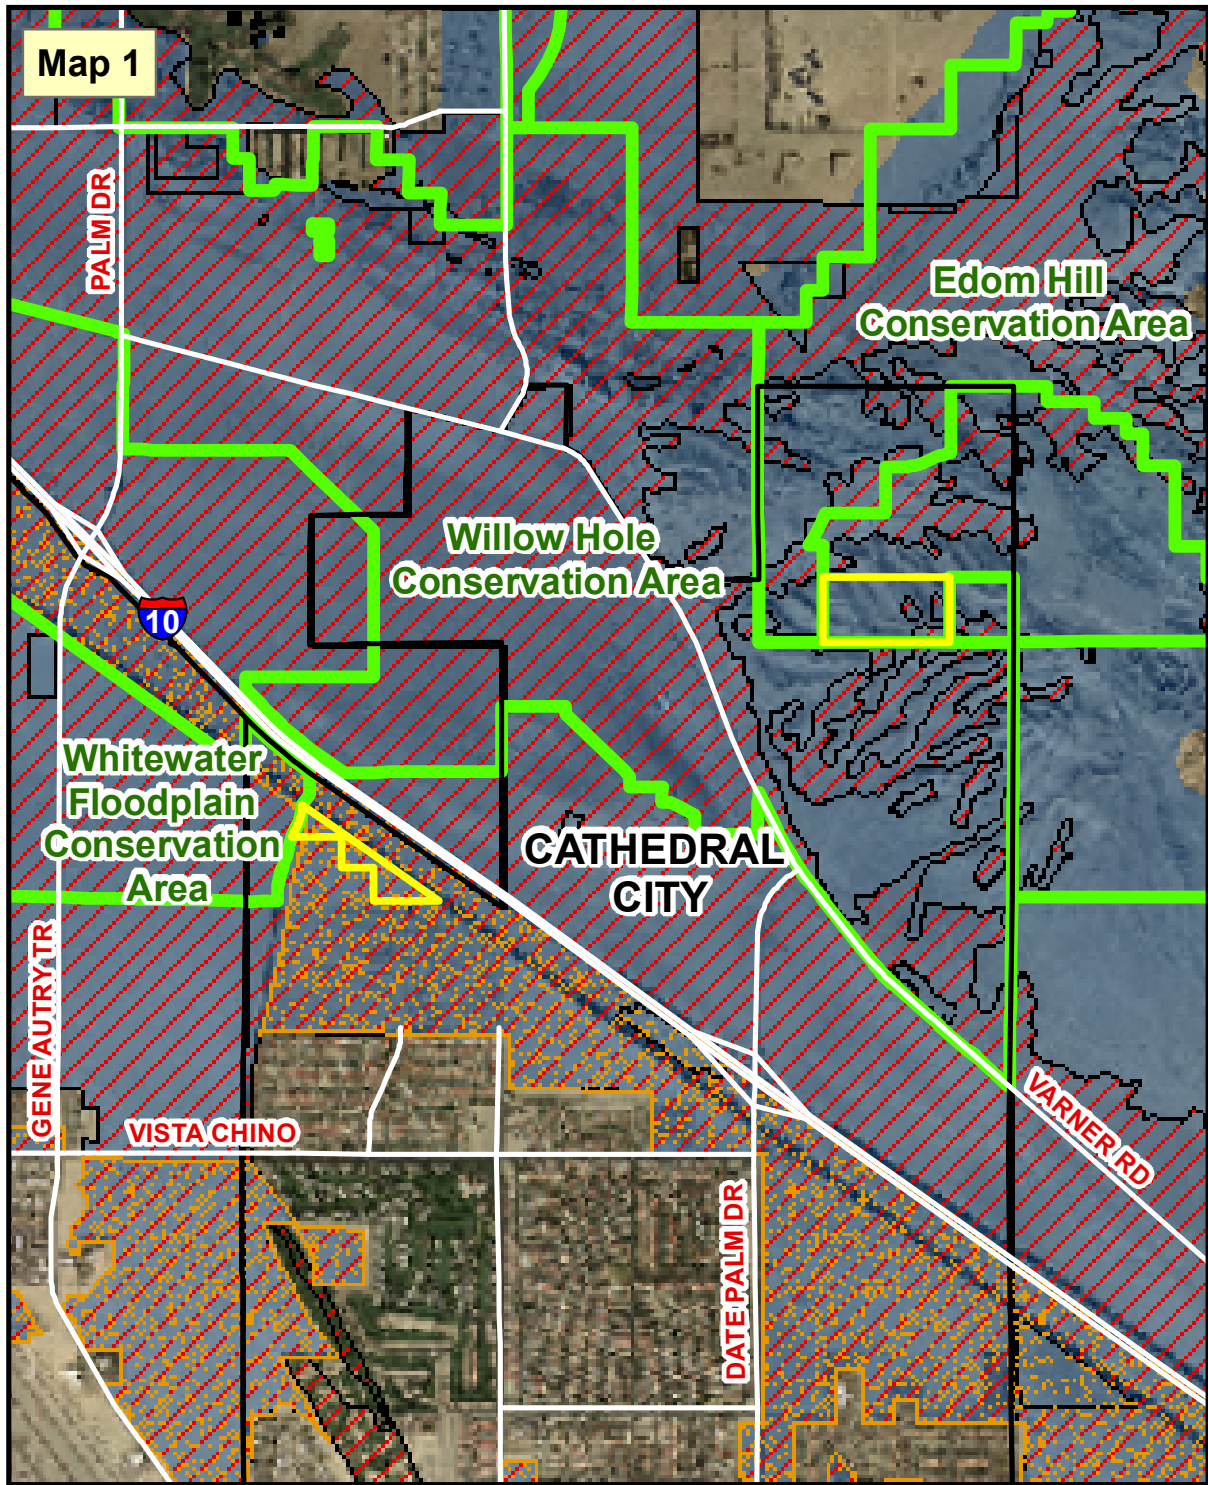 Map 1
PALM DR
Edom Hill
Conservation Area
Willow Hole
Conservation Area
10
Whitewater
Floodplain
Conservation
Area
CATHEDRAL
CITY
GENE AUTRY TR
VISTA CHINO
VARNER RD
DATE PALM DR